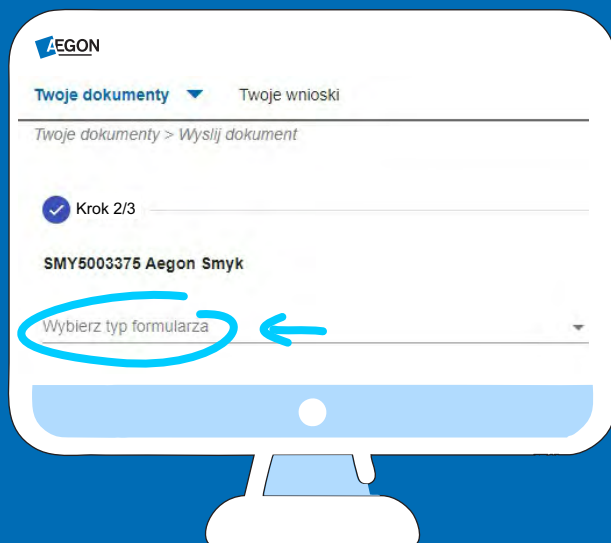 AEGON
Twoje dokumenty Twoje wnioski
Twoje dokumenty > Wyslij dokument
Krok 2/3
SMY5003375 Aegon Smyk
Wybierz typ formularza